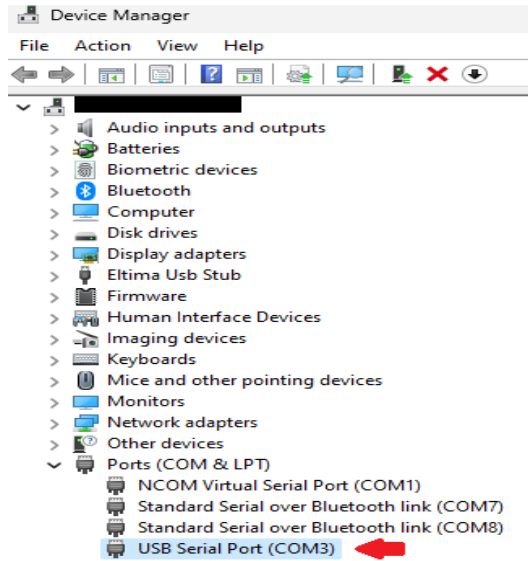 Device Manager
File Action View Help
Audio inputs and outputs
Batteries
Biometric devices
Bluetooth
Computer
Disk drives
Display adapters
Eltima Usb Stub
Firmware
Human Interface Devices
Imaging devices
Keyboards
Mice and other pointing devices
Monitors
Network adapters
Other devices
Ports (COM & LPT)
NCOM Virtual Serial Port (COM1)
Standard Serial over Bluetooth link (COM7)
Standard Serial over Bluetooth link (COM8)
USB Serial Port (COM3)